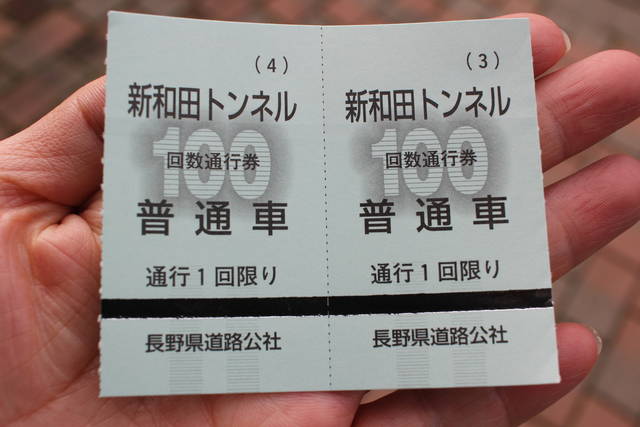 (4)
新和田トンネル
100
回数通行券
普通車
通行1回限り
長野県道路公社
(3)
新和田トンネル
100
回数通行券
普通車
通行1回限り
長野県道路公社